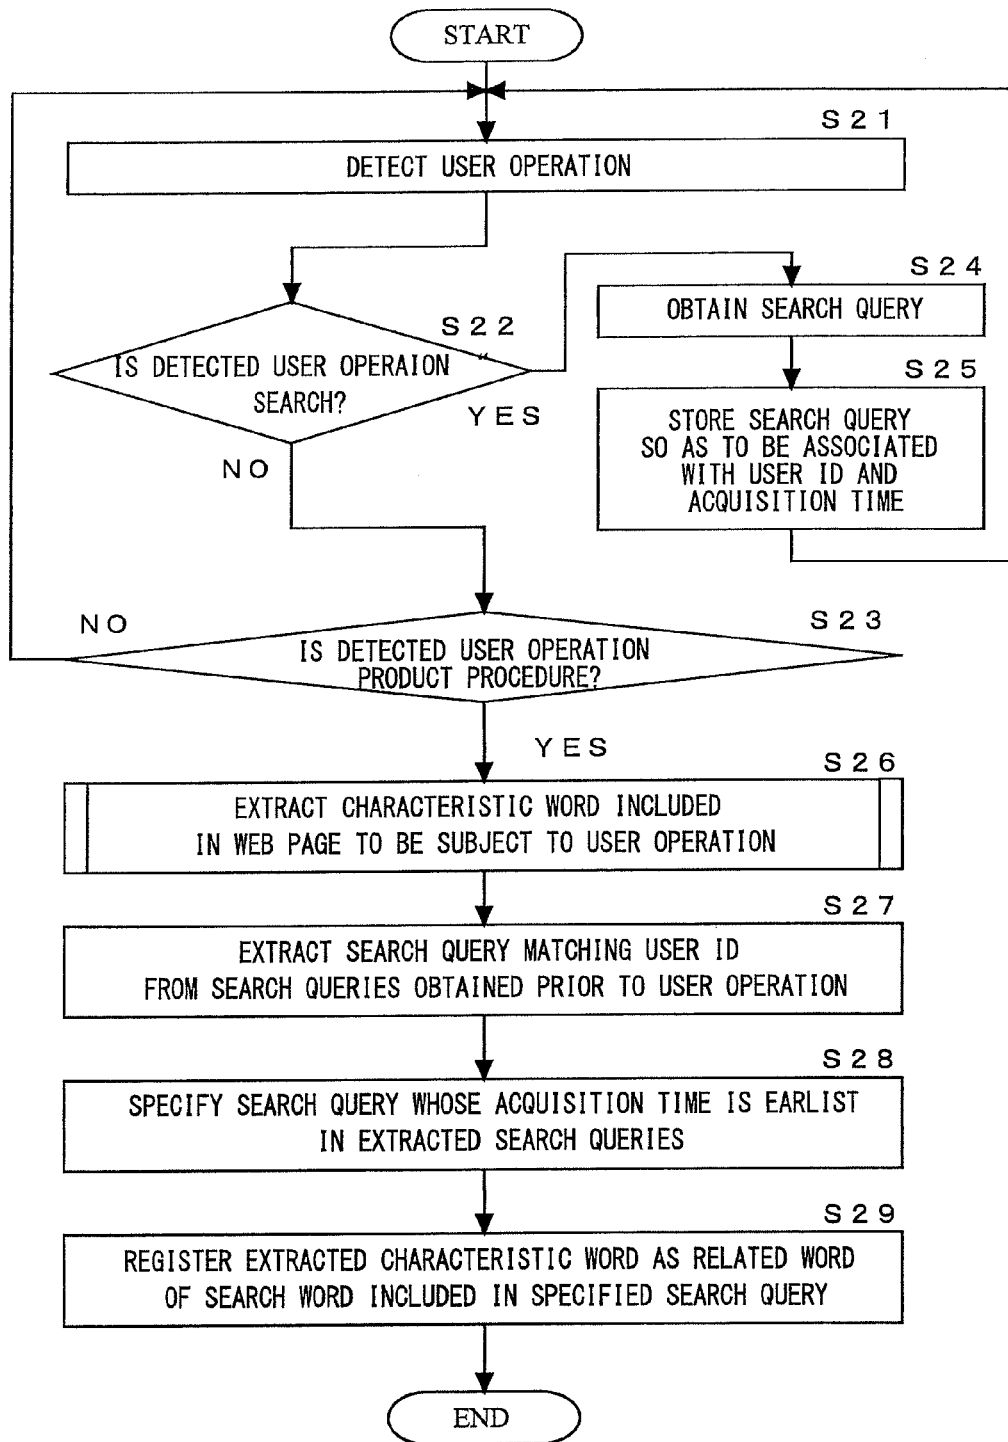 START
S21
DETECT USER OPERATION
S24
OBTAIN SEARCH QUERY
S22
IS DETECTED USER OPERAION
SEARCH?
YES
NO
S25
STORE SEARCH QUERY
SO AS TO BE ASSOCIATED
WITH USER ID AND
ACQUISITION TIME
NO
S23
IS DETECTED USER OPERATION
PRODUCT PROCEDURE?
YES
S26
EXTRACT CHARACTERISTIC WORD INCLUDED
IN WEB PAGE TO BE SUBJECT TO USER OPERATION
S27
EXTRACT SEARCH QUERY MATCHING USER ID
FROM SEARCH QUERIES OBTAINED PRIOR TO USER OPERATION
S28
SPECIFY SEARCH QUERY WHOSE ACQUISITION TIME IS EARLIST
IN EXTRACTED SEARCH QUERIES
S29
REGISTER EXTRACTED CHARACTERISTIC WORD AS RELATED WORD
OF SEARCH WORD INCLUDED IN SPECIFIED SEARCH QUERY
END